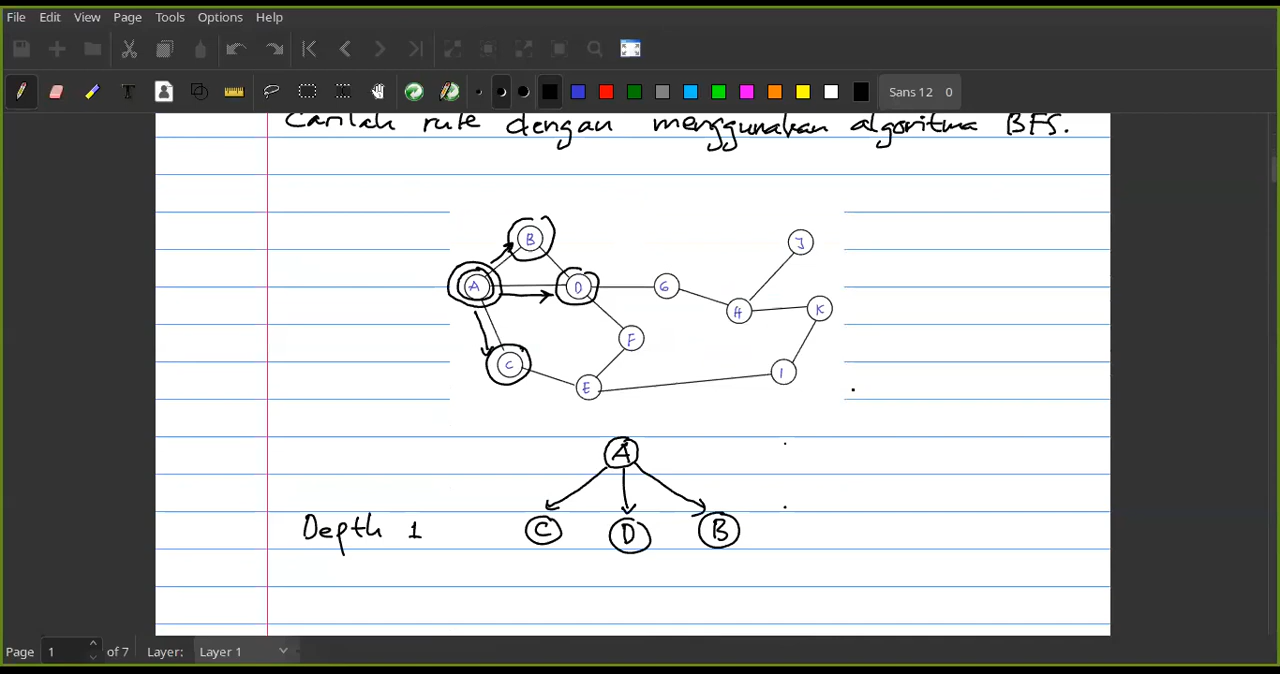 File Edit View Page Tools Options Help
Sans 12 0
Carilah rute dengan menggunakan algoritma BFS.
B
J
A
D
G
H
K
F
C
I
E
A
Depth 1
C D B
Page 1 of 7 Layer: Layer 1